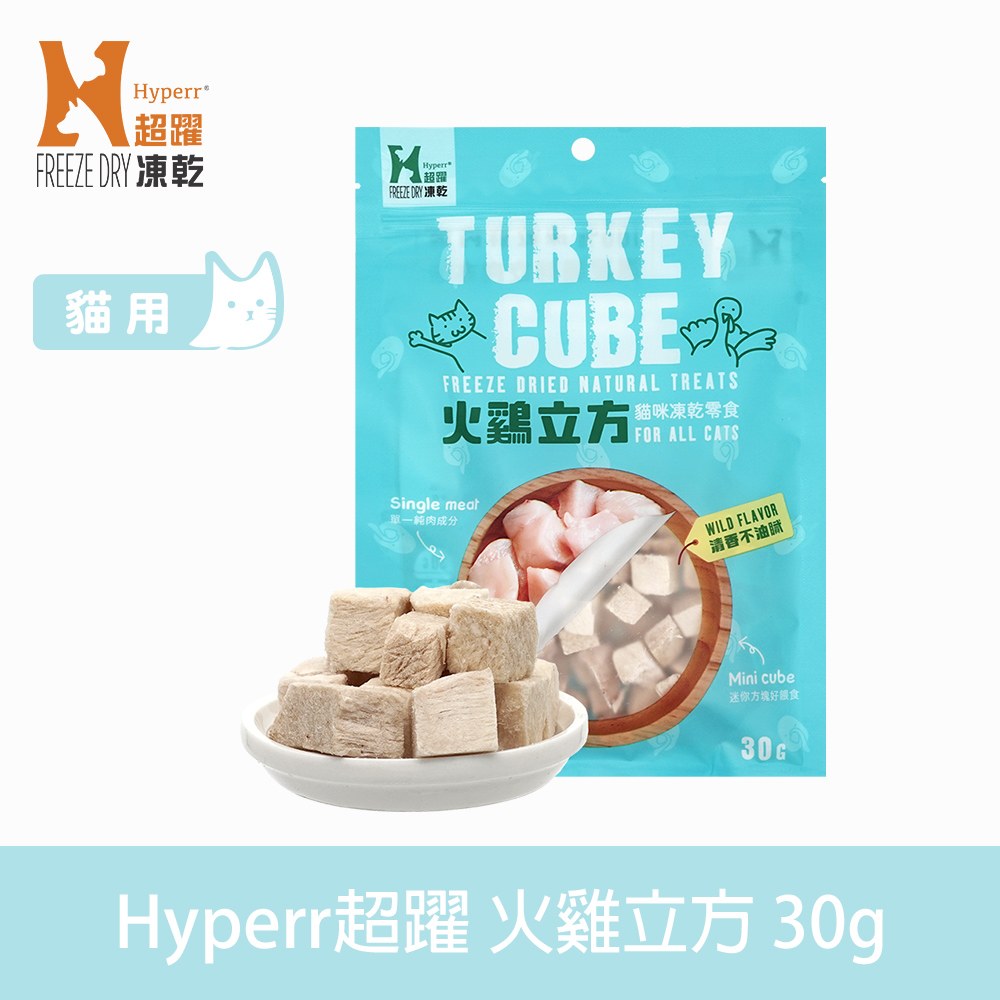 Hyperr®
超躍
FREEZE DRY 凍乾
貓用
Hyperr®
超躍
FREEZE DRY 凍乾
TURKEY
CUBE
FREEZE DRIED NATURAL TREATS
火鷄立方
貓咪凍乾零食
FOR ALL CATS
Single meat
單一純肉成分
WILD FLAVOR
清香不油膩
Mini cube
迷你方塊好餵食
30G
Hyperr超躍 火雞立方 30g